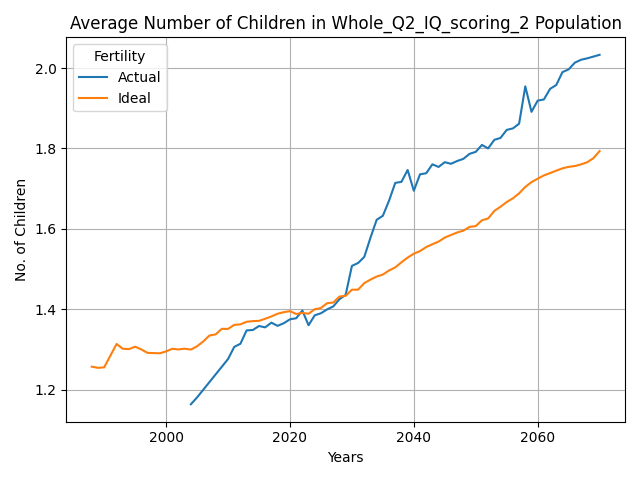 Average Number of Children in Whole_Q2_IQ_scoring_2 Population
Fertility
Actual
Ideal
No. of Children
2.0
1.8
1.6
1.4
1.2
2000
2020
2040
2060
Years